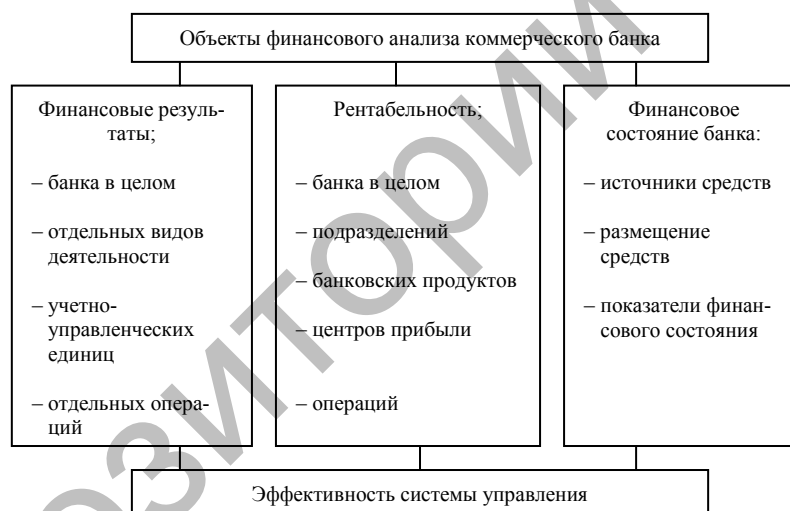 Объекты финансового анализа коммерческого банка
Финансовые резуль-
таты;
– банка в целом
– отдельных видов
деятельности
– учетно-
управленческих
единиц
– отдельных опера-
ций
Рентабельность;
– банка в целом
– подразделений
– банковских продуктов
– центров прибыли
– операций
Финансовое
состояние банка:
– источники средств
– размещение
средств
– показатели финан-
сового состояния
Эффективность системы управления
озитории